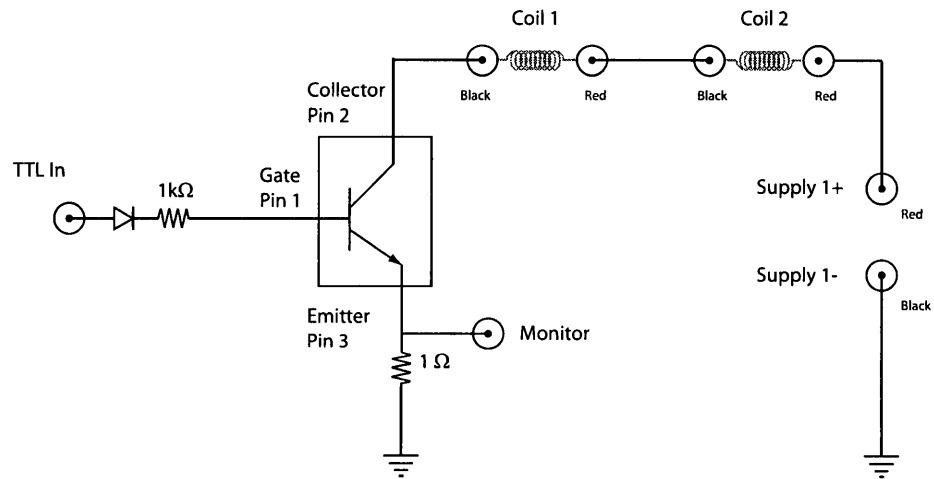 Coil 1
Coil 2
Black
Red
Black
Red
Collector
Pin 2
TTL In
1kΩ
Gate
Pin 1
Supply 1+
Red
Supply 1-
Black
Emitter
Pin 3
Monitor
1 Ω